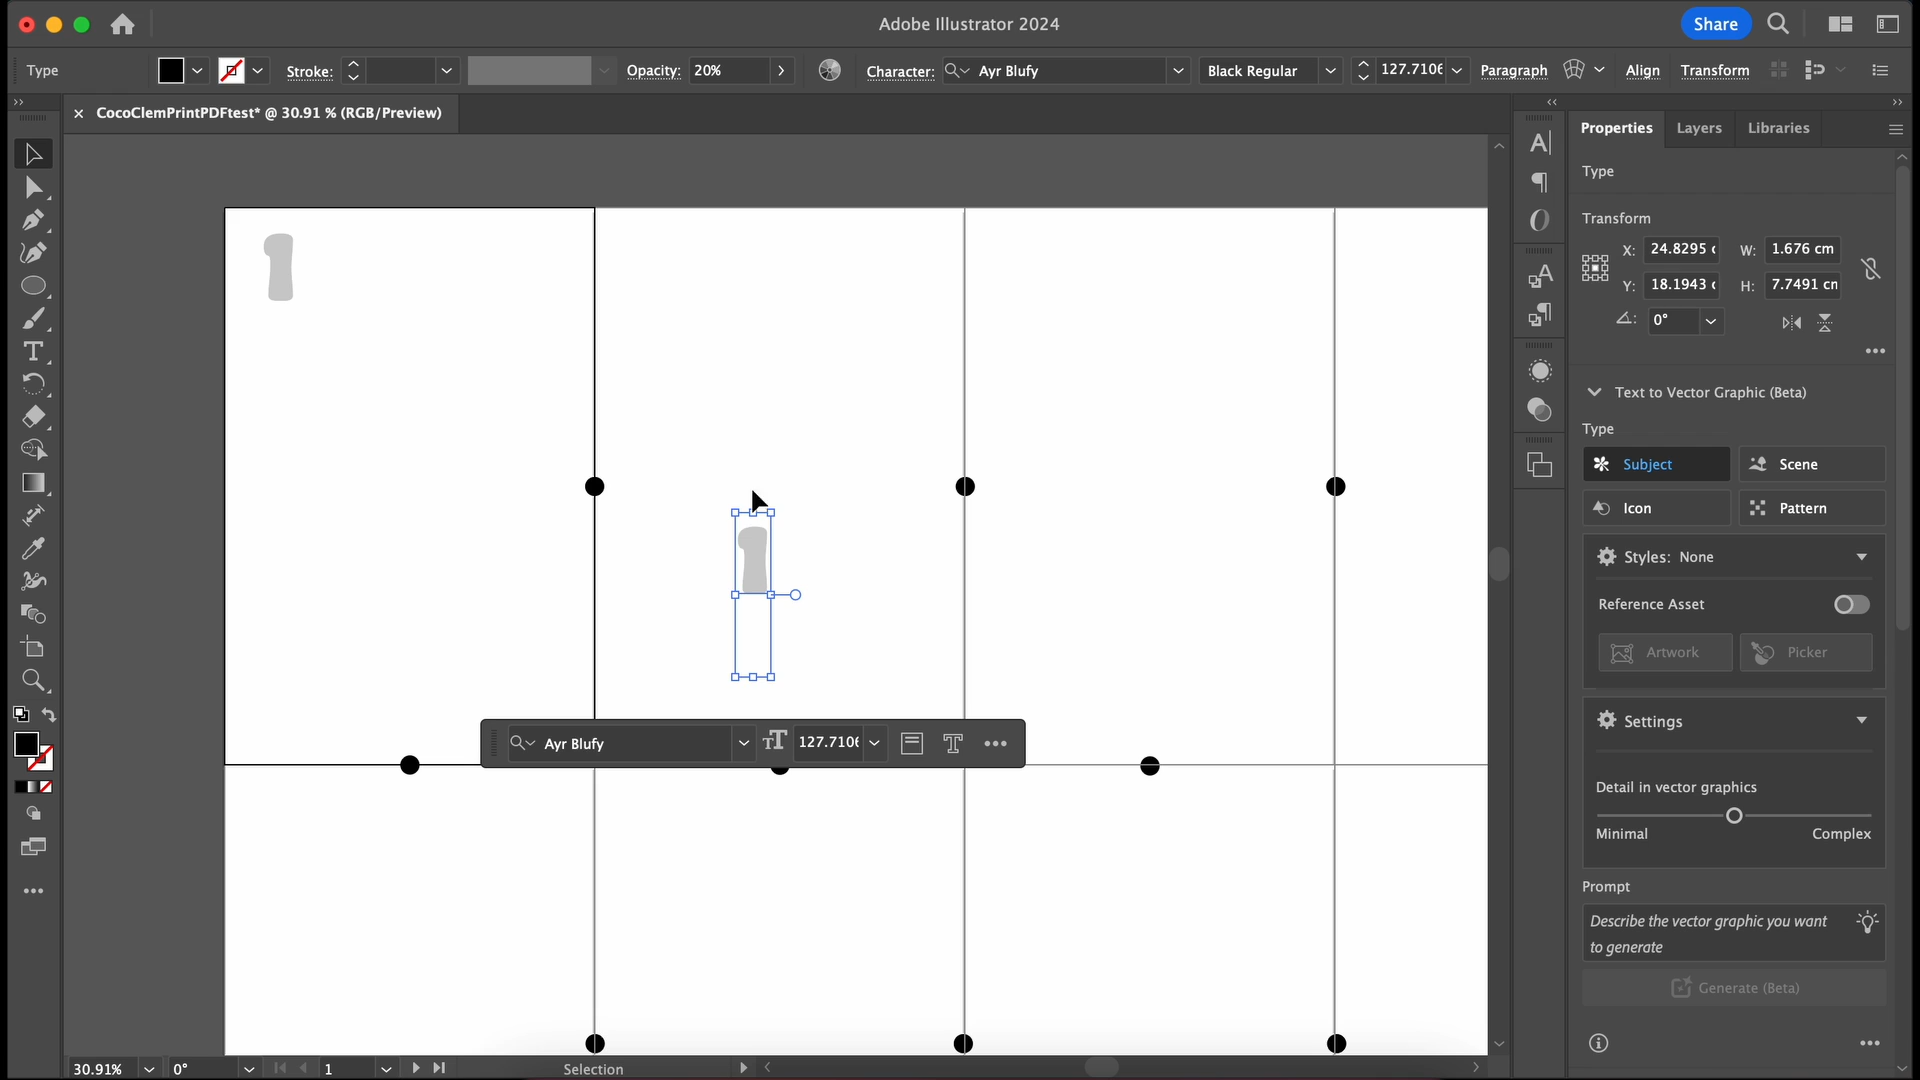 Adobe Illustrator 2024
Share
Type
Stroke:
Opacity: 20%
Character: Ayr Blufy
Black Regular
127.7106
Paragraph
Align
Transform
CocoClemPrintPDFtest* @ 30.91 % (RGB/Preview)
Properties Layers Libraries
Type
Transform
X: 24.8295 c W: 1.676 cm
Y: 18.1943 c H: 7.7491 cm
0°
Text to Vector Graphic (Beta)
Type
Subject Scene
Icon Pattern
Styles: None
Reference Asset
Artwork Picker
Settings
Detail in vector graphics
Minimal Complex
Prompt
Describe the vector graphic you want
to generate
Generate (Beta)
1
1
Ayr Blufy 127.7106
30.91% 0° 1 Selection